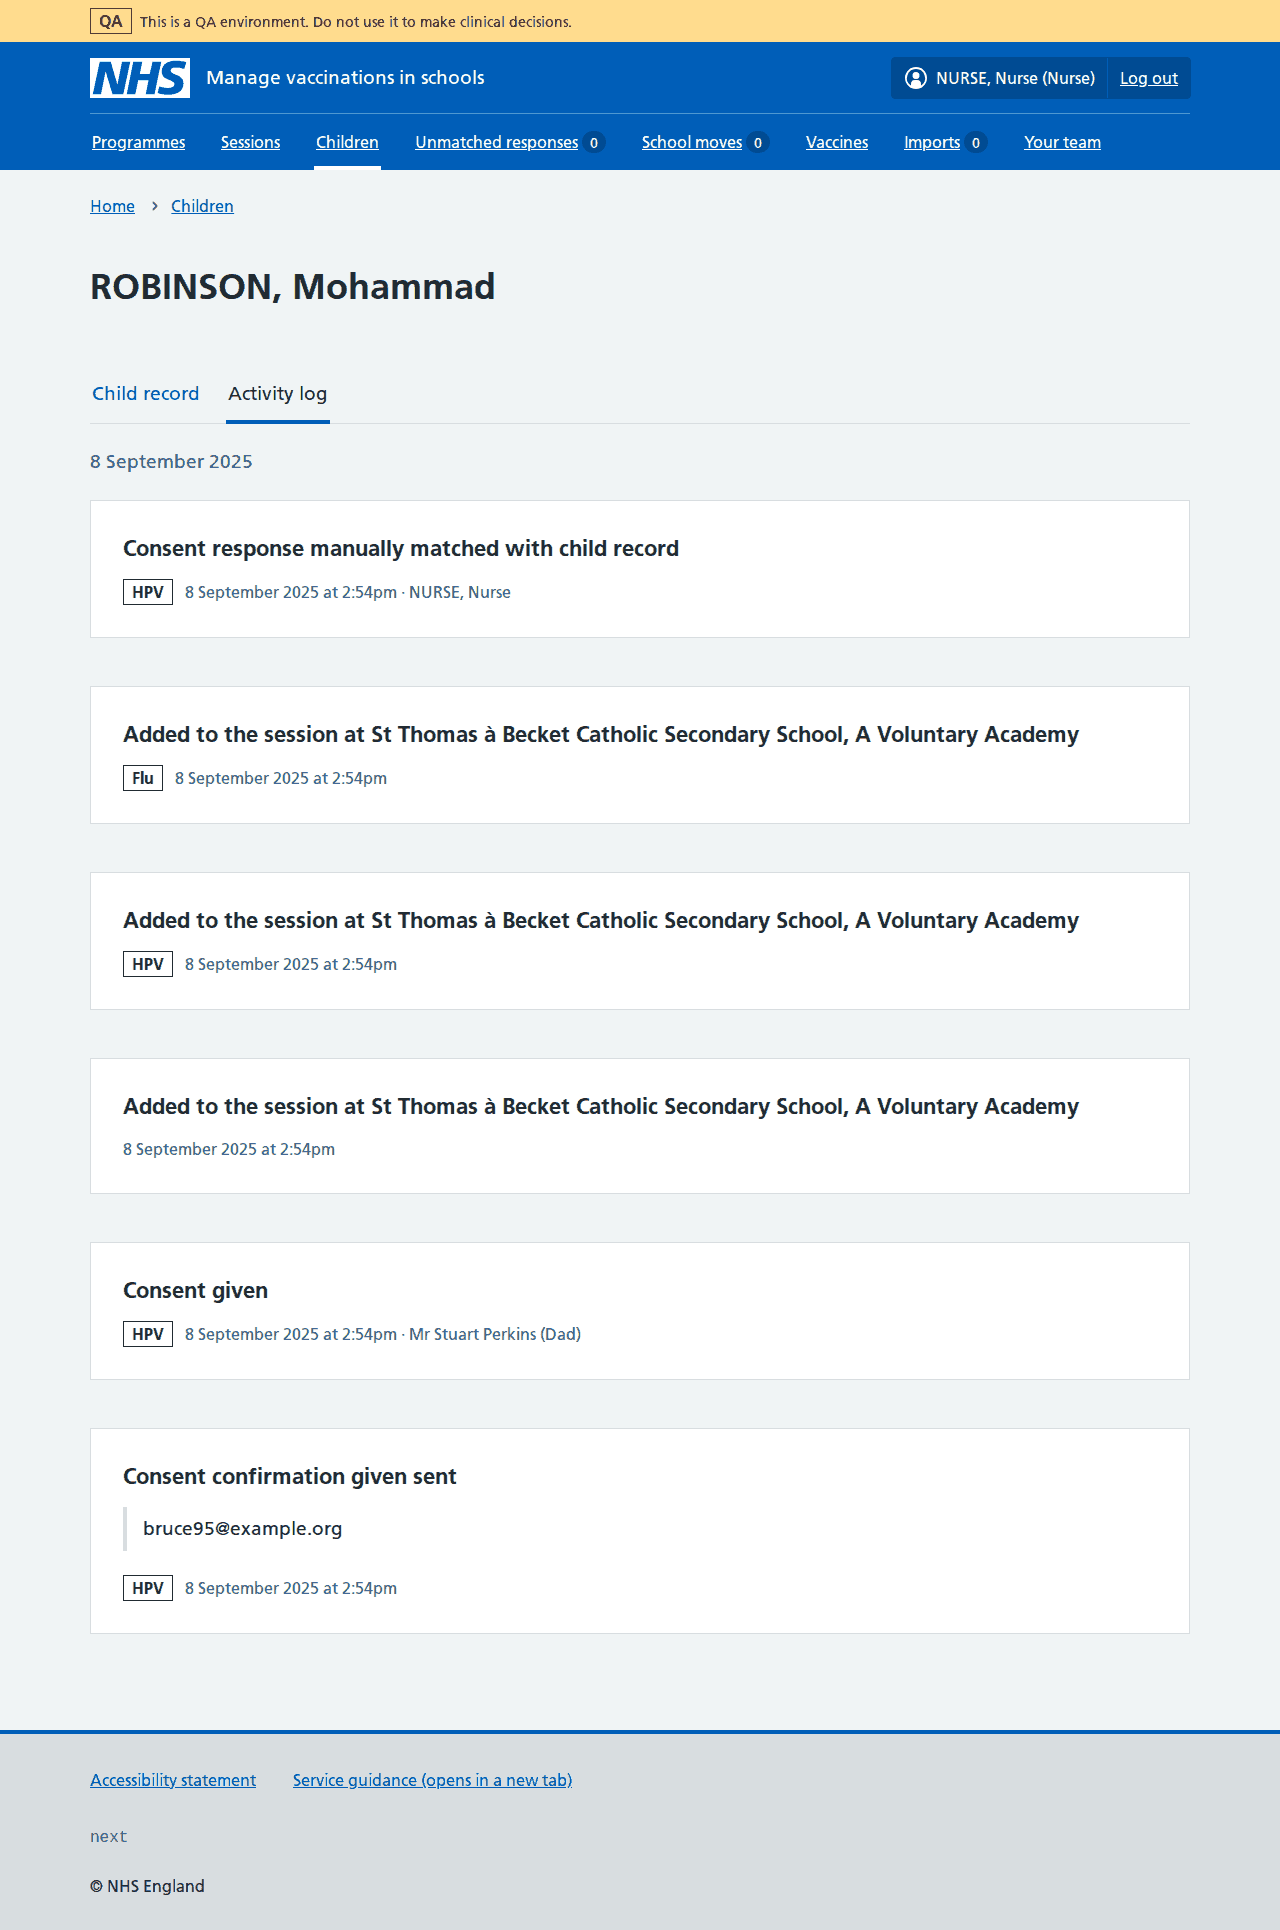 QA This is a QA environment. Do not use it to make clinical decisions.
NHS Manage vaccinations in schools NURSE, Nurse (Nurse) Log out
Programmes Sessions Children Unmatched responses 0 School moves 0 Vaccines Imports 0 Your team
Home › Children
ROBINSON, Mohammad
Child record Activity log
8 September 2025
Consent response manually matched with child record
HPV 8 September 2025 at 2:54pm · NURSE, Nurse
Added to the session at St Thomas à Becket Catholic Secondary School, A Voluntary Academy
Flu 8 September 2025 at 2:54pm
Added to the session at St Thomas à Becket Catholic Secondary School, A Voluntary Academy
HPV 8 September 2025 at 2:54pm
Added to the session at St Thomas à Becket Catholic Secondary School, A Voluntary Academy
8 September 2025 at 2:54pm
Consent given
HPV 8 September 2025 at 2:54pm · Mr Stuart Perkins (Dad)
Consent confirmation given sent
bruce95@example.org
HPV 8 September 2025 at 2:54pm
Accessibility statement Service guidance (opens in a new tab)
next
© NHS England